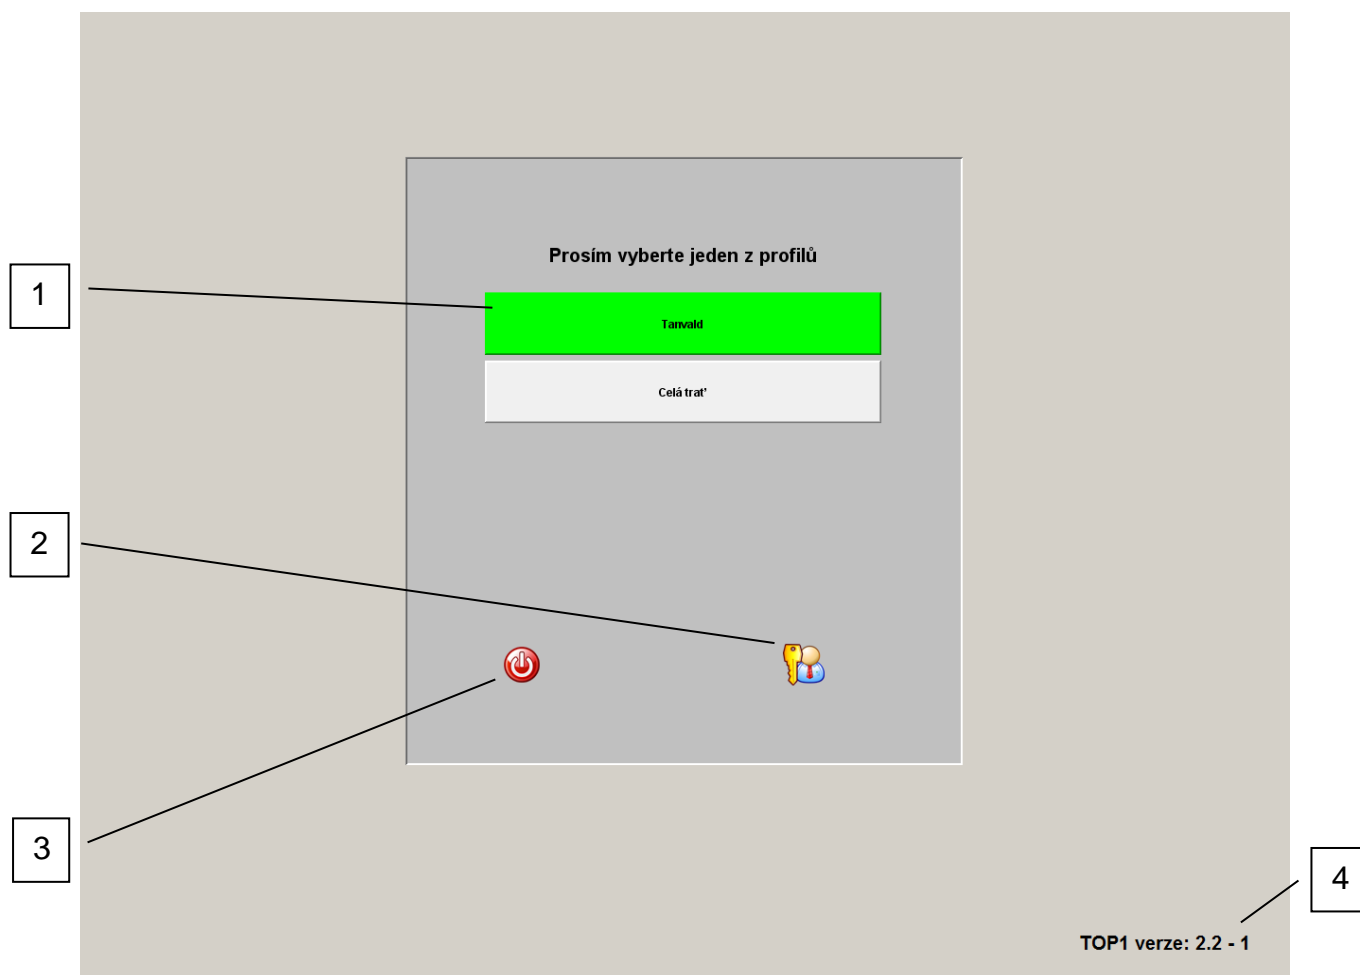 Prosím vyberte jeden z profilů
1
Tanvald
Celá trať
2
3
4
TOP1 verze: 2.2 - 1